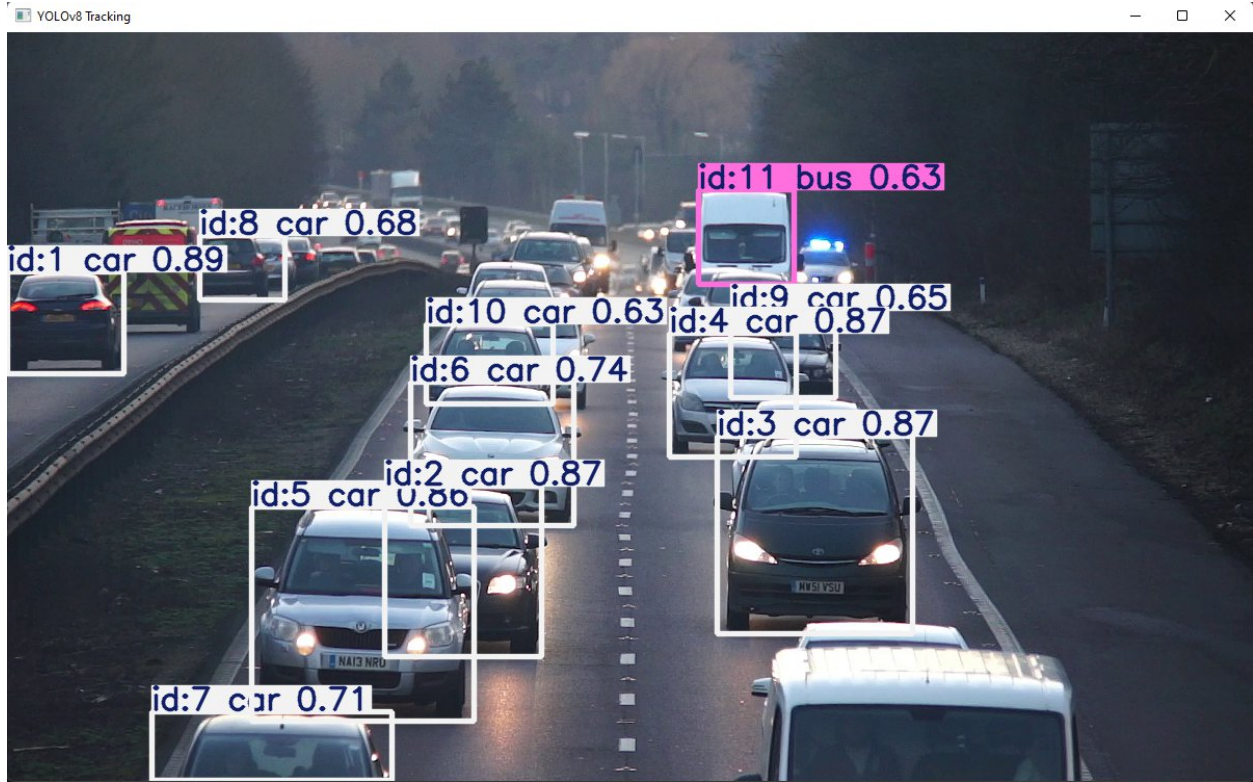 YOLOv8 Tracking
id:11 bus 0.63
id:8 car 0.68
id:1 car 0.89
id:9 car 0.65
id:10 car 0.63
id:4 car 0.87
id:6 car 0.74
id:3 car 0.87
id:2 car 0.87
id:5 car 0.86
MW51 VSU
NA13 NRU
id:7 car 0.71